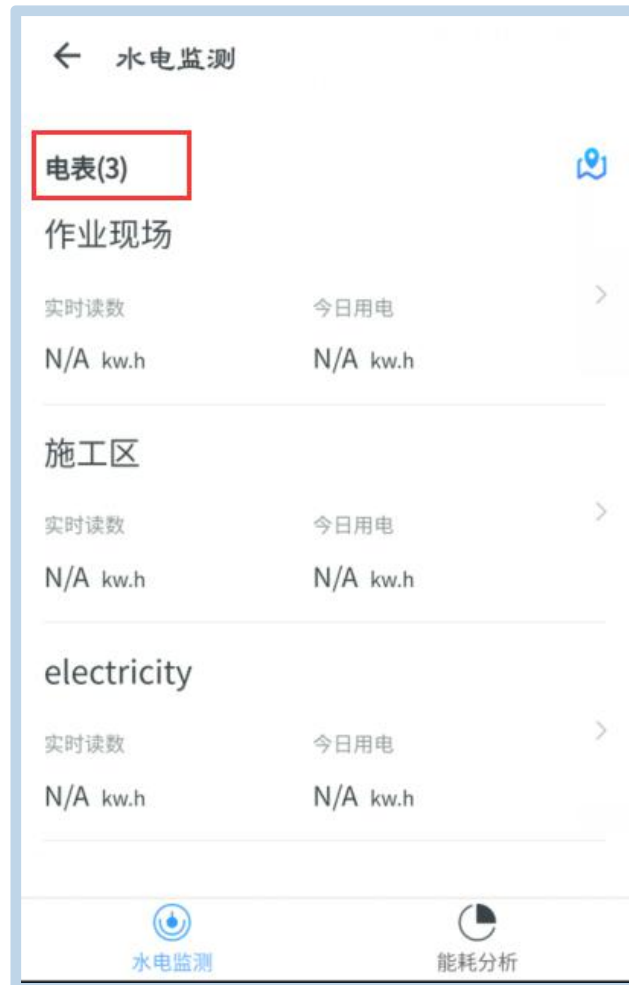 水电监测
电表(3)
作业现场
实时读数 今日用电
N/A kw.h N/A kw.h
施工区
实时读数 今日用电
N/A kw.h N/A kw.h
electricity
实时读数 今日用电
N/A kw.h N/A kw.h
水电监测 能耗分析